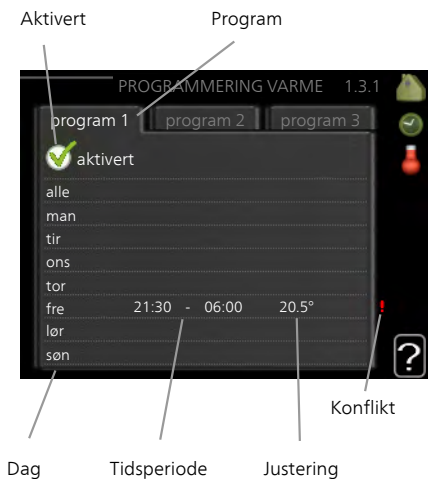 Aktivert Program
PROGRAMMERING VARME 1.3.1
program 1 program 2 program 3
aktivert
alle
man
tir
ons
tor
fre 21:30 - 06:00 20.5° !
lør
søn
?
Konflikt
Dag Tidsperiode Justering